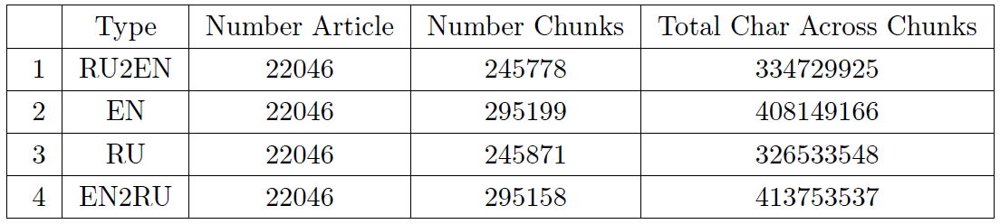 Type Number Article Number Chunks Total Char Across Chunks
1 RU2EN 22046 245778 334729925
2 EN 22046 295199 408149166
3 RU 22046 245871 326533548
4 EN2RU 22046 295158 413753537